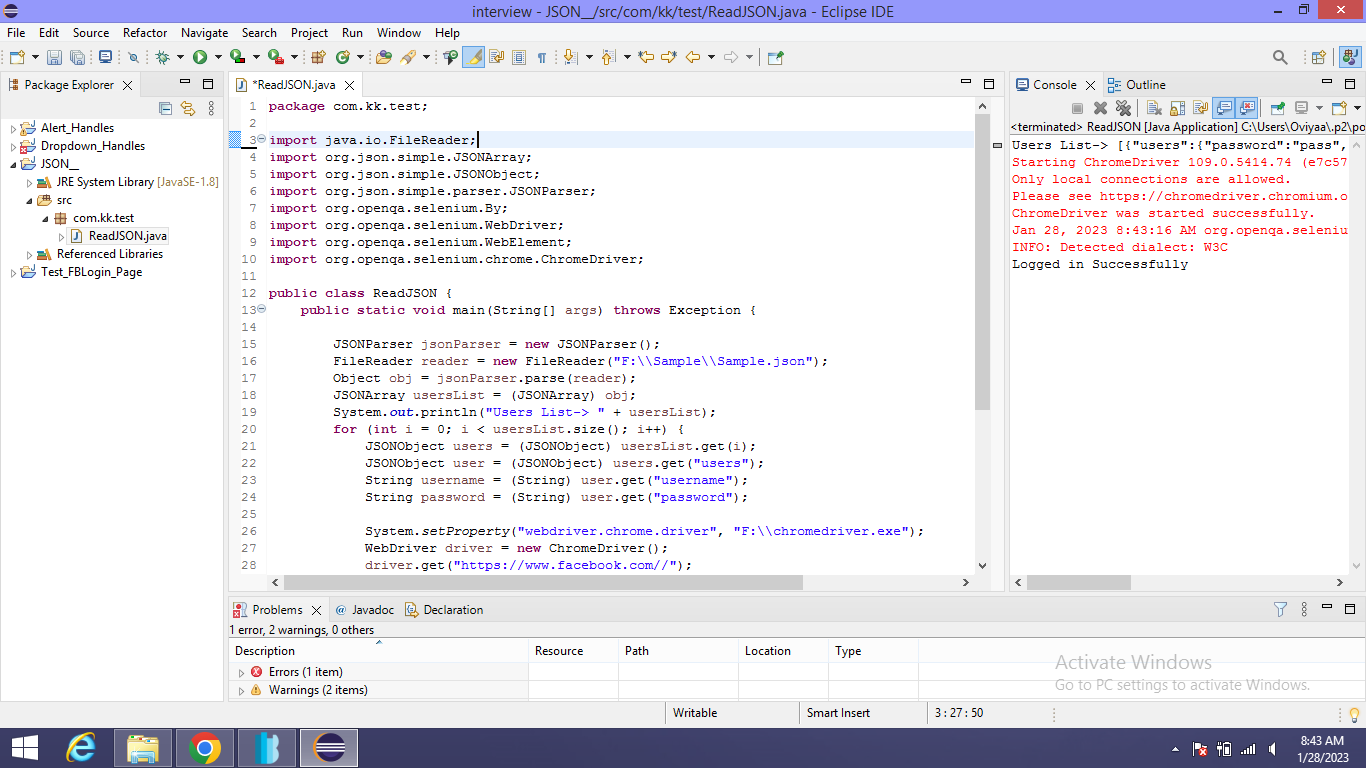 interview - JSON__/src/com/kk/test/ReadJSON.java - Eclipse IDE
File Edit Source Refactor Navigate Search Project Run Window Help
Package Explorer
Alert_Handles
Dropdown_Handles
JSON__
JRE System Library [JavaSE-1.8]
src
com.kk.test
ReadJSON.java
Referenced Libraries
Test_FBLogin_Page
*ReadJSON.java
1 package com.kk.test;
2
3 import java.io.FileReader;
4 import org.json.simple.JSONArray;
5 import org.json.simple.JSONObject;
6 import org.json.simple.parser.JSONParser;
7 import org.openqa.selenium.By;
8 import org.openqa.selenium.WebDriver;
9 import org.openqa.selenium.WebElement;
10 import org.openqa.selenium.chrome.ChromeDriver;
11
12 public class ReadJSON {
13 public static void main(String[] args) throws Exception {
14
15 JSONParser jsonParser = new JSONParser();
16 FileReader reader = new FileReader("F:\\Sample\\Sample.json");
17 Object obj = jsonParser.parse(reader);
18 JSONArray usersList = (JSONArray) obj;
19 System.out.println("Users List-> " + usersList);
20 for (int i = 0; i < usersList.size(); i++) {
21 JSONObject users = (JSONObject) usersList.get(i);
22 JSONObject user = (JSONObject) users.get("users");
23 String username = (String) user.get("username");
24 String password = (String) user.get("password");
25
26 System.setProperty("webdriver.chrome.driver", "F:\\chromedriver.exe");
27 WebDriver driver = new ChromeDriver();
28 driver.get("https://www.facebook.com//");
Console Outline
<terminated> ReadJSON [Java Application] C:\Users\Oviyaa\.p2\po
Users List-> [{"users":{"password":"pass",
Starting ChromeDriver 109.0.5414.74 (e7c57
Only local connections are allowed.
Please see https://chromedriver.chromium.o
ChromeDriver was started successfully.
Jan 28, 2023 8:43:16 AM org.openqa.seleniu
INFO: Detected dialect: W3C
Logged in Successfully
Problems @ Javadoc Declaration
1 error, 2 warnings, 0 others
Description Resource Path Location Type
Errors (1 item)
Warnings (2 items)
Activate Windows
Go to PC settings to activate Windows.
Writable Smart Insert 3 : 27 : 50
8:43 AM
1/28/2023